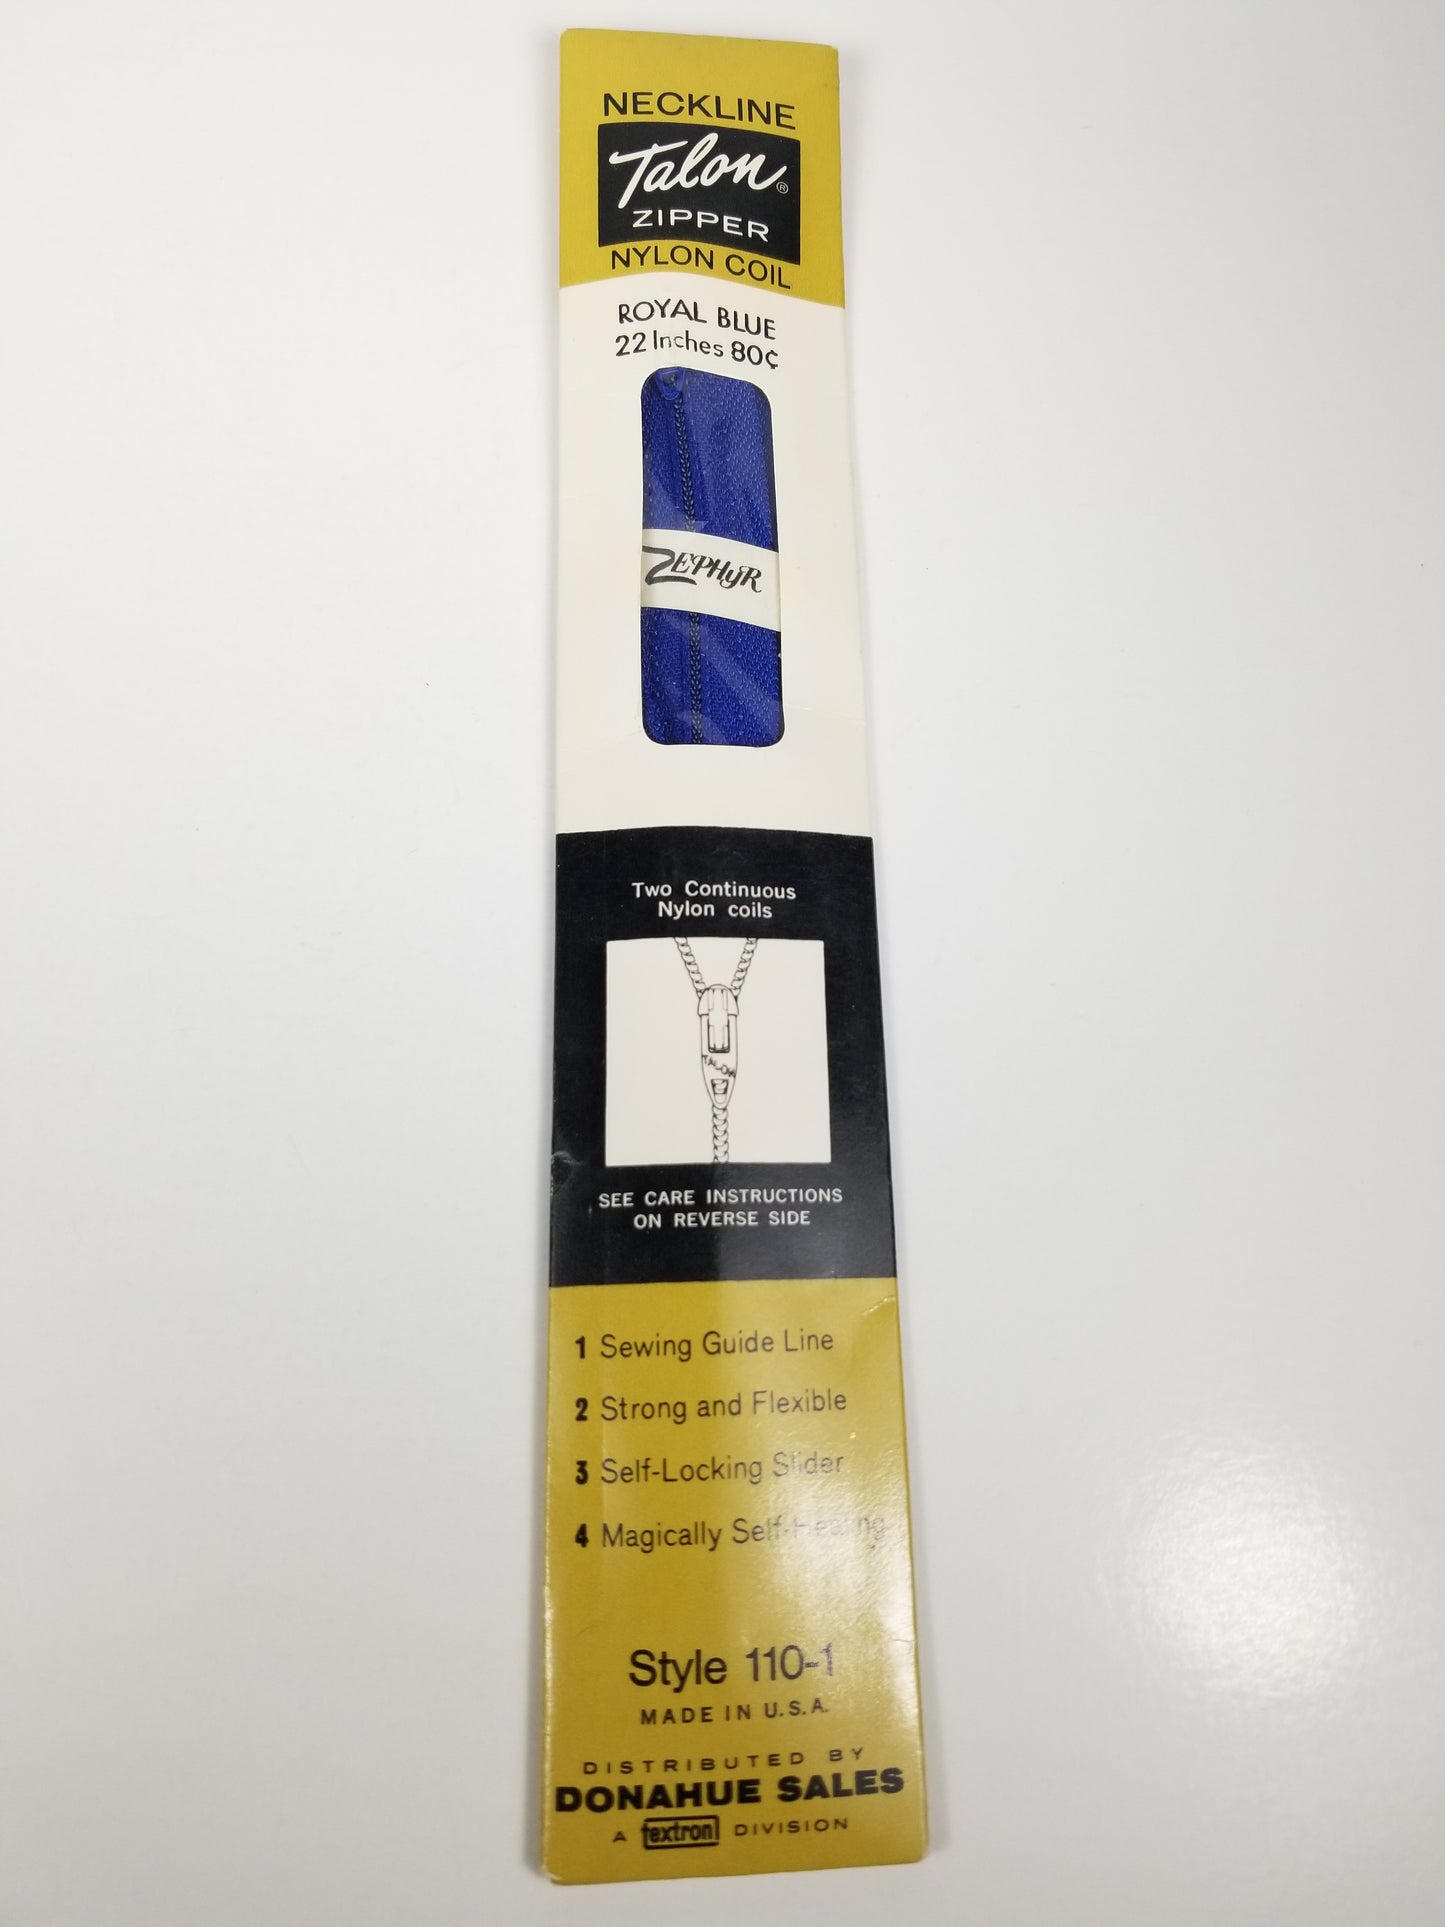 NECKLINE
Talon®
ZIPPER
NYLON COIL
ROYAL BLUE
22 Inches 80¢
ZEPHyR
Two Continuous
Nylon coils
TALON
SEE CARE INSTRUCTIONS
ON REVERSE SIDE
1 Sewing Guide Line
2 Strong and Flexible
3 Self-Locking Slider
4 Magically Self-Healing
Style 110-1
MADE IN U.S.A.
DISTRIBUTED BY
DONAHUE SALES
A textron DIVISION